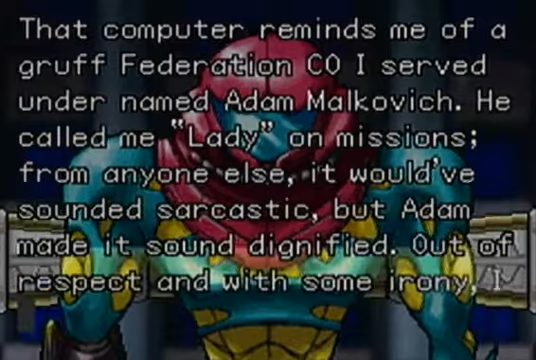 That computer reminds me of a
gruff Federation CO I served
under named Adam Malkovich. He
called me "Lady" on missions;
from anyone else, it would've
sounded sarcastic, but Adam
made it sound dignified. Out of
respect and with some irony, I